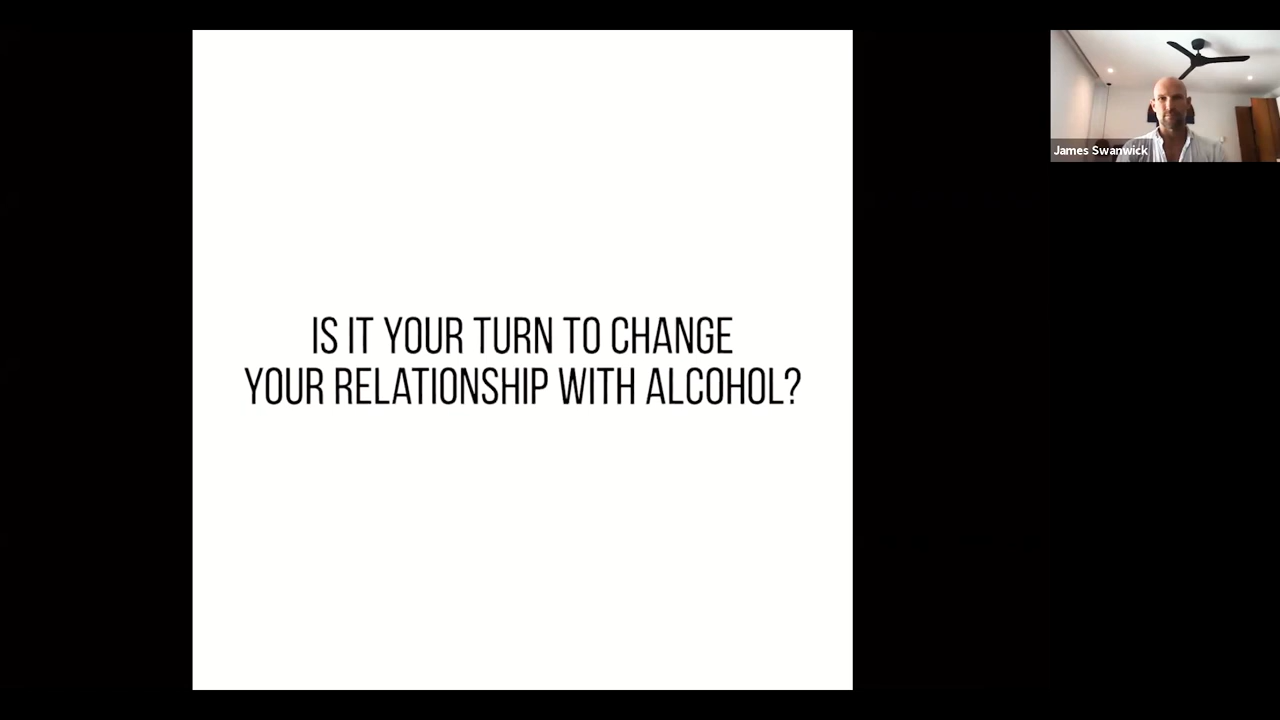 IS IT YOUR TURN TO CHANGE
YOUR RELATIONSHIP WITH ALCOHOL?
James Swanwick